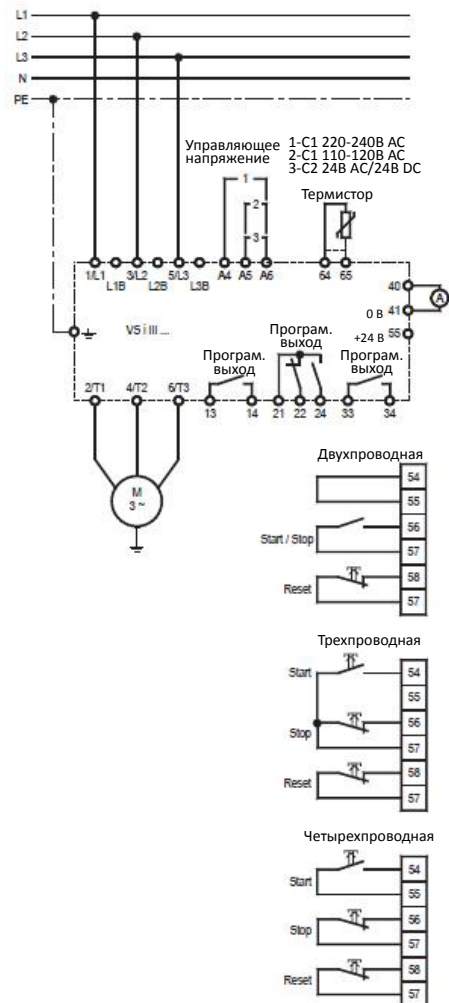 L1
L2
L3
N
PE
Управляющее напряжение
1-C1 220-240В AC
2-C1 110-120В AC
3-C2 24В AC/24В DC
Термистор
1
2
3
1/L1 3/L2 5/L3 A4 A5 A6 64 65
L1B L2B L3B
40
A
0 В 41
+24 В 55
VS i III ...
Програм. выход
Програм. выход
Програм. выход
2/T1 4/T2 6/T3 13 14 21 22 24 33 34
M
3 ~
Двухпроводная
54
55
Start / Stop
56
57
Reset
58
57
Трехпроводная
Start
54
55
Stop
56
57
Reset
58
57
Четырехпроводная
Start
54
55
Stop
56
57
Reset
58
57